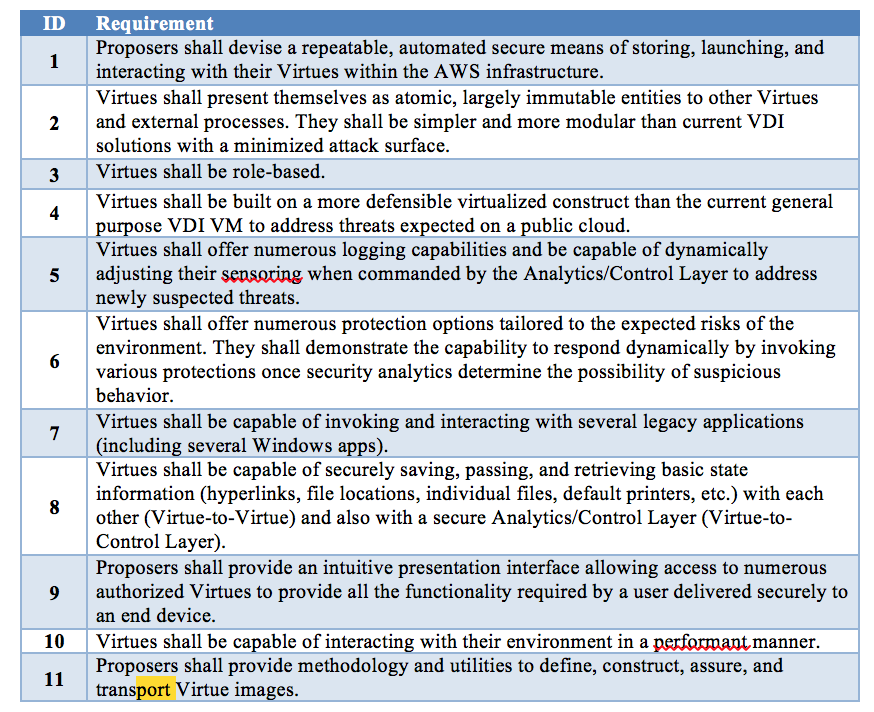 ID Requirement
1
Proposers shall devise a repeatable, automated secure means of storing, launching, and
interacting with their Virtues within the AWS infrastructure.
2
Virtues shall present themselves as atomic, largely immutable entities to other Virtues
and external processes. They shall be simpler and more modular than current VDI
solutions with a minimized attack surface.
3
Virtues shall be role-based.
4
Virtues shall be built on a more defensible virtualized construct than the current general
purpose VDI VM to address threats expected on a public cloud.
5
Virtues shall offer numerous logging capabilities and be capable of dynamically
adjusting their sensoring when commanded by the Analytics/Control Layer to address
newly suspected threats.
6
Virtues shall offer numerous protection options tailored to the expected risks of the
environment. They shall demonstrate the capability to respond dynamically by invoking
various protections once security analytics determine the possibility of suspicious
behavior.
7
Virtues shall be capable of invoking and interacting with several legacy applications
(including several Windows apps).
8
Virtues shall be capable of securely saving, passing, and retrieving basic state
information (hyperlinks, file locations, individual files, default printers, etc.) with each
other (Virtue-to-Virtue) and also with a secure Analytics/Control Layer (Virtue-to-
Control Layer).
9
Proposers shall provide an intuitive presentation interface allowing access to numerous
authorized Virtues to provide all the functionality required by a user delivered securely to
an end device.
10
Virtues shall be capable of interacting with their environment in a performant manner.
11
Proposers shall provide methodology and utilities to define, construct, assure, and
transport Virtue images.